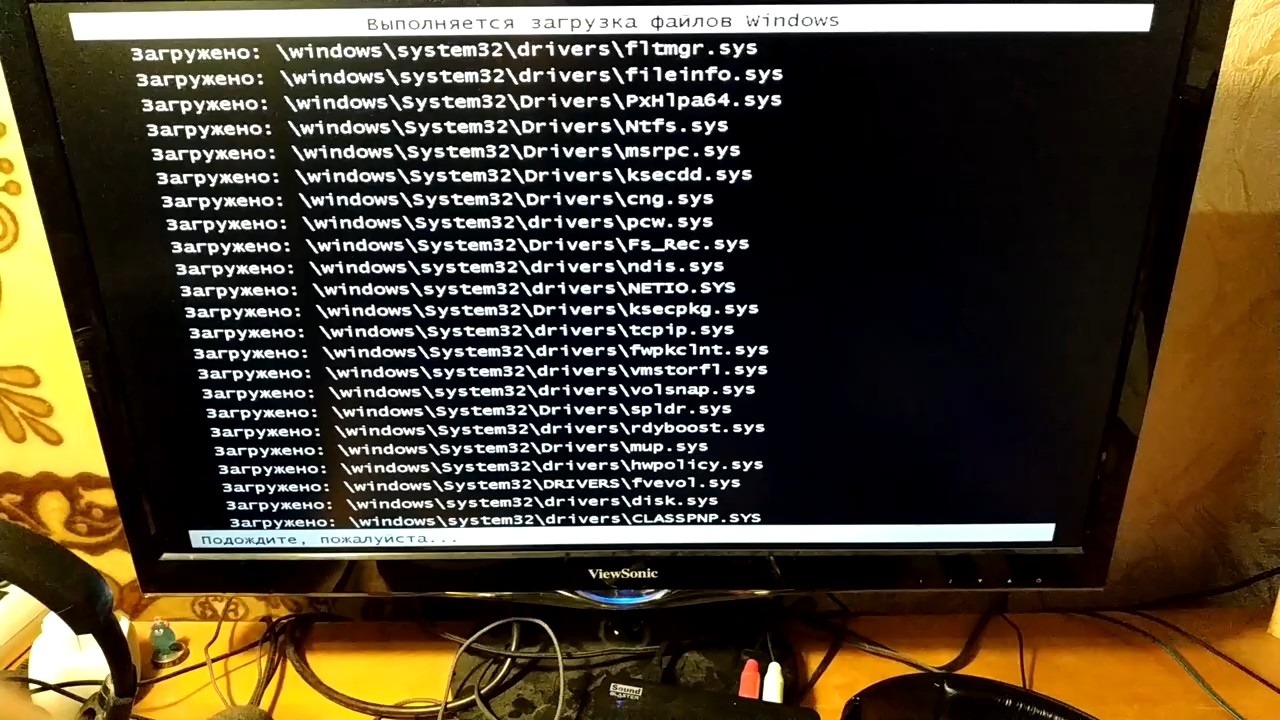 Выполняется загрузка файлов Windows
Загружено: \windows\system32\drivers\fltmgr.sys
Загружено: \windows\system32\drivers\fileinfo.sys
Загружено: \windows\System32\Drivers\PxHlpa64.sys
Загружено: \windows\System32\Drivers\Ntfs.sys
Загружено: \windows\System32\Drivers\msrpc.sys
Загружено: \windows\System32\Drivers\ksecdd.sys
Загружено: \windows\System32\Drivers\cng.sys
Загружено: \windows\System32\drivers\pcw.sys
Загружено: \windows\System32\Drivers\Fs_Rec.sys
Загружено: \windows\system32\drivers\ndis.sys
Загружено: \windows\system32\drivers\NETIO.SYS
Загружено: \windows\System32\Drivers\ksecpkg.sys
Загружено: \windows\System32\drivers\tcpip.sys
Загружено: \windows\System32\drivers\fwpkclnt.sys
Загружено: \windows\System32\drivers\vmstorfl.sys
Загружено: \windows\system32\drivers\volsnap.sys
Загружено: \windows\System32\Drivers\spldr.sys
Загружено: \windows\System32\drivers\rdyboost.sys
Загружено: \windows\System32\Drivers\mup.sys
Загружено: \windows\System32\drivers\hwpolicy.sys
Загружено: \windows\System32\DRIVERS\fvevol.sys
Загружено: \windows\system32\drivers\disk.sys
Загружено: \windows\system32\drivers\CLASSPNP.SYS
Подождите, пожалуйста...
ViewSonic
Sound
BLASTER